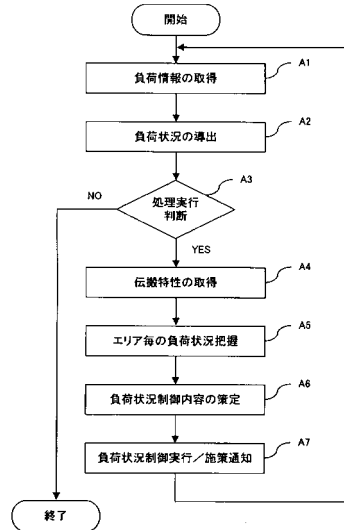 開始
負荷情報の取得
A1
負荷状況の導出
A2
処理実行
判断
A3
NO
YES
伝搬特性の取得
A4
エリア毎の負荷状況把握
A5
負荷状況制御内容の策定
A6
負荷状況制御実行／施策通知
A7
終了